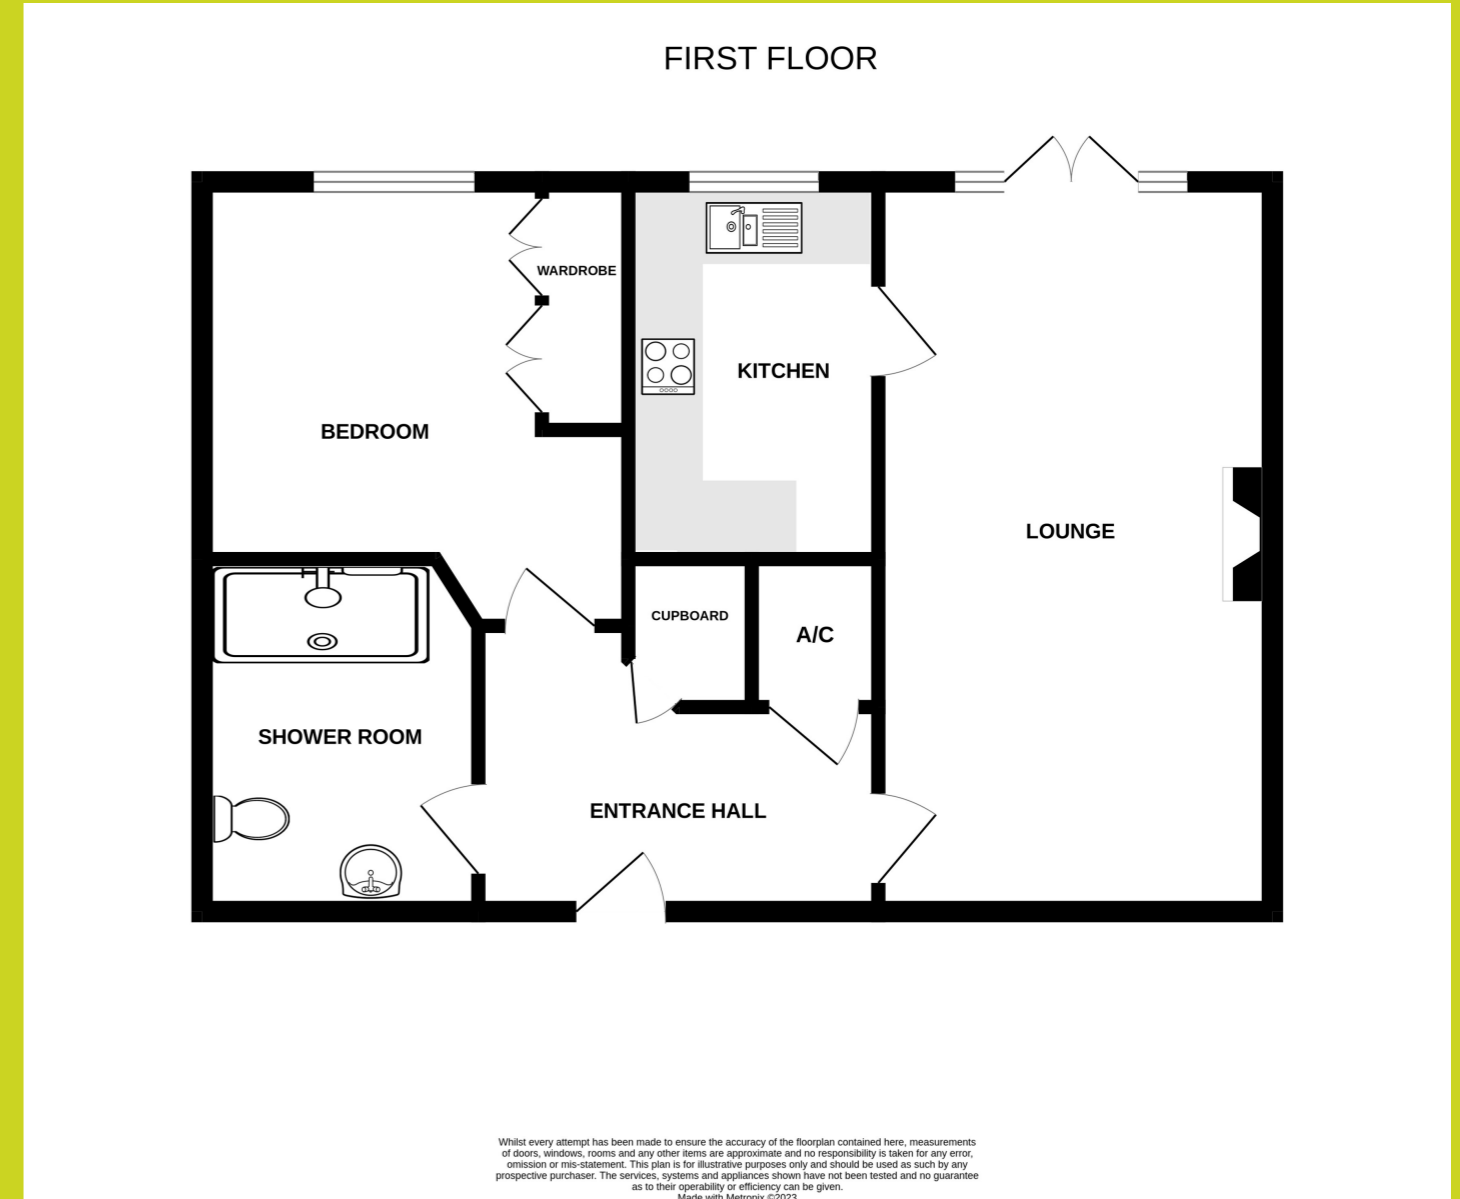 FIRST FLOOR
WARDROBE
KITCHEN
BEDROOM
LOUNGE
CUPBOARD
A/C
SHOWER ROOM
ENTRANCE HALL
Whilst every attempt has been made to ensure the accuracy of the floorplan contained here, measurements
of doors, windows, rooms and any other items are approximate and no responsibility is taken for any error,
omission or mis-statement. This plan is for illustrative purposes only and should be used as such by any
prospective purchaser. The services, systems and appliances shown have not been tested and no guarantee
as to their operability or efficiency can be given.
Made with Metropix ©2023